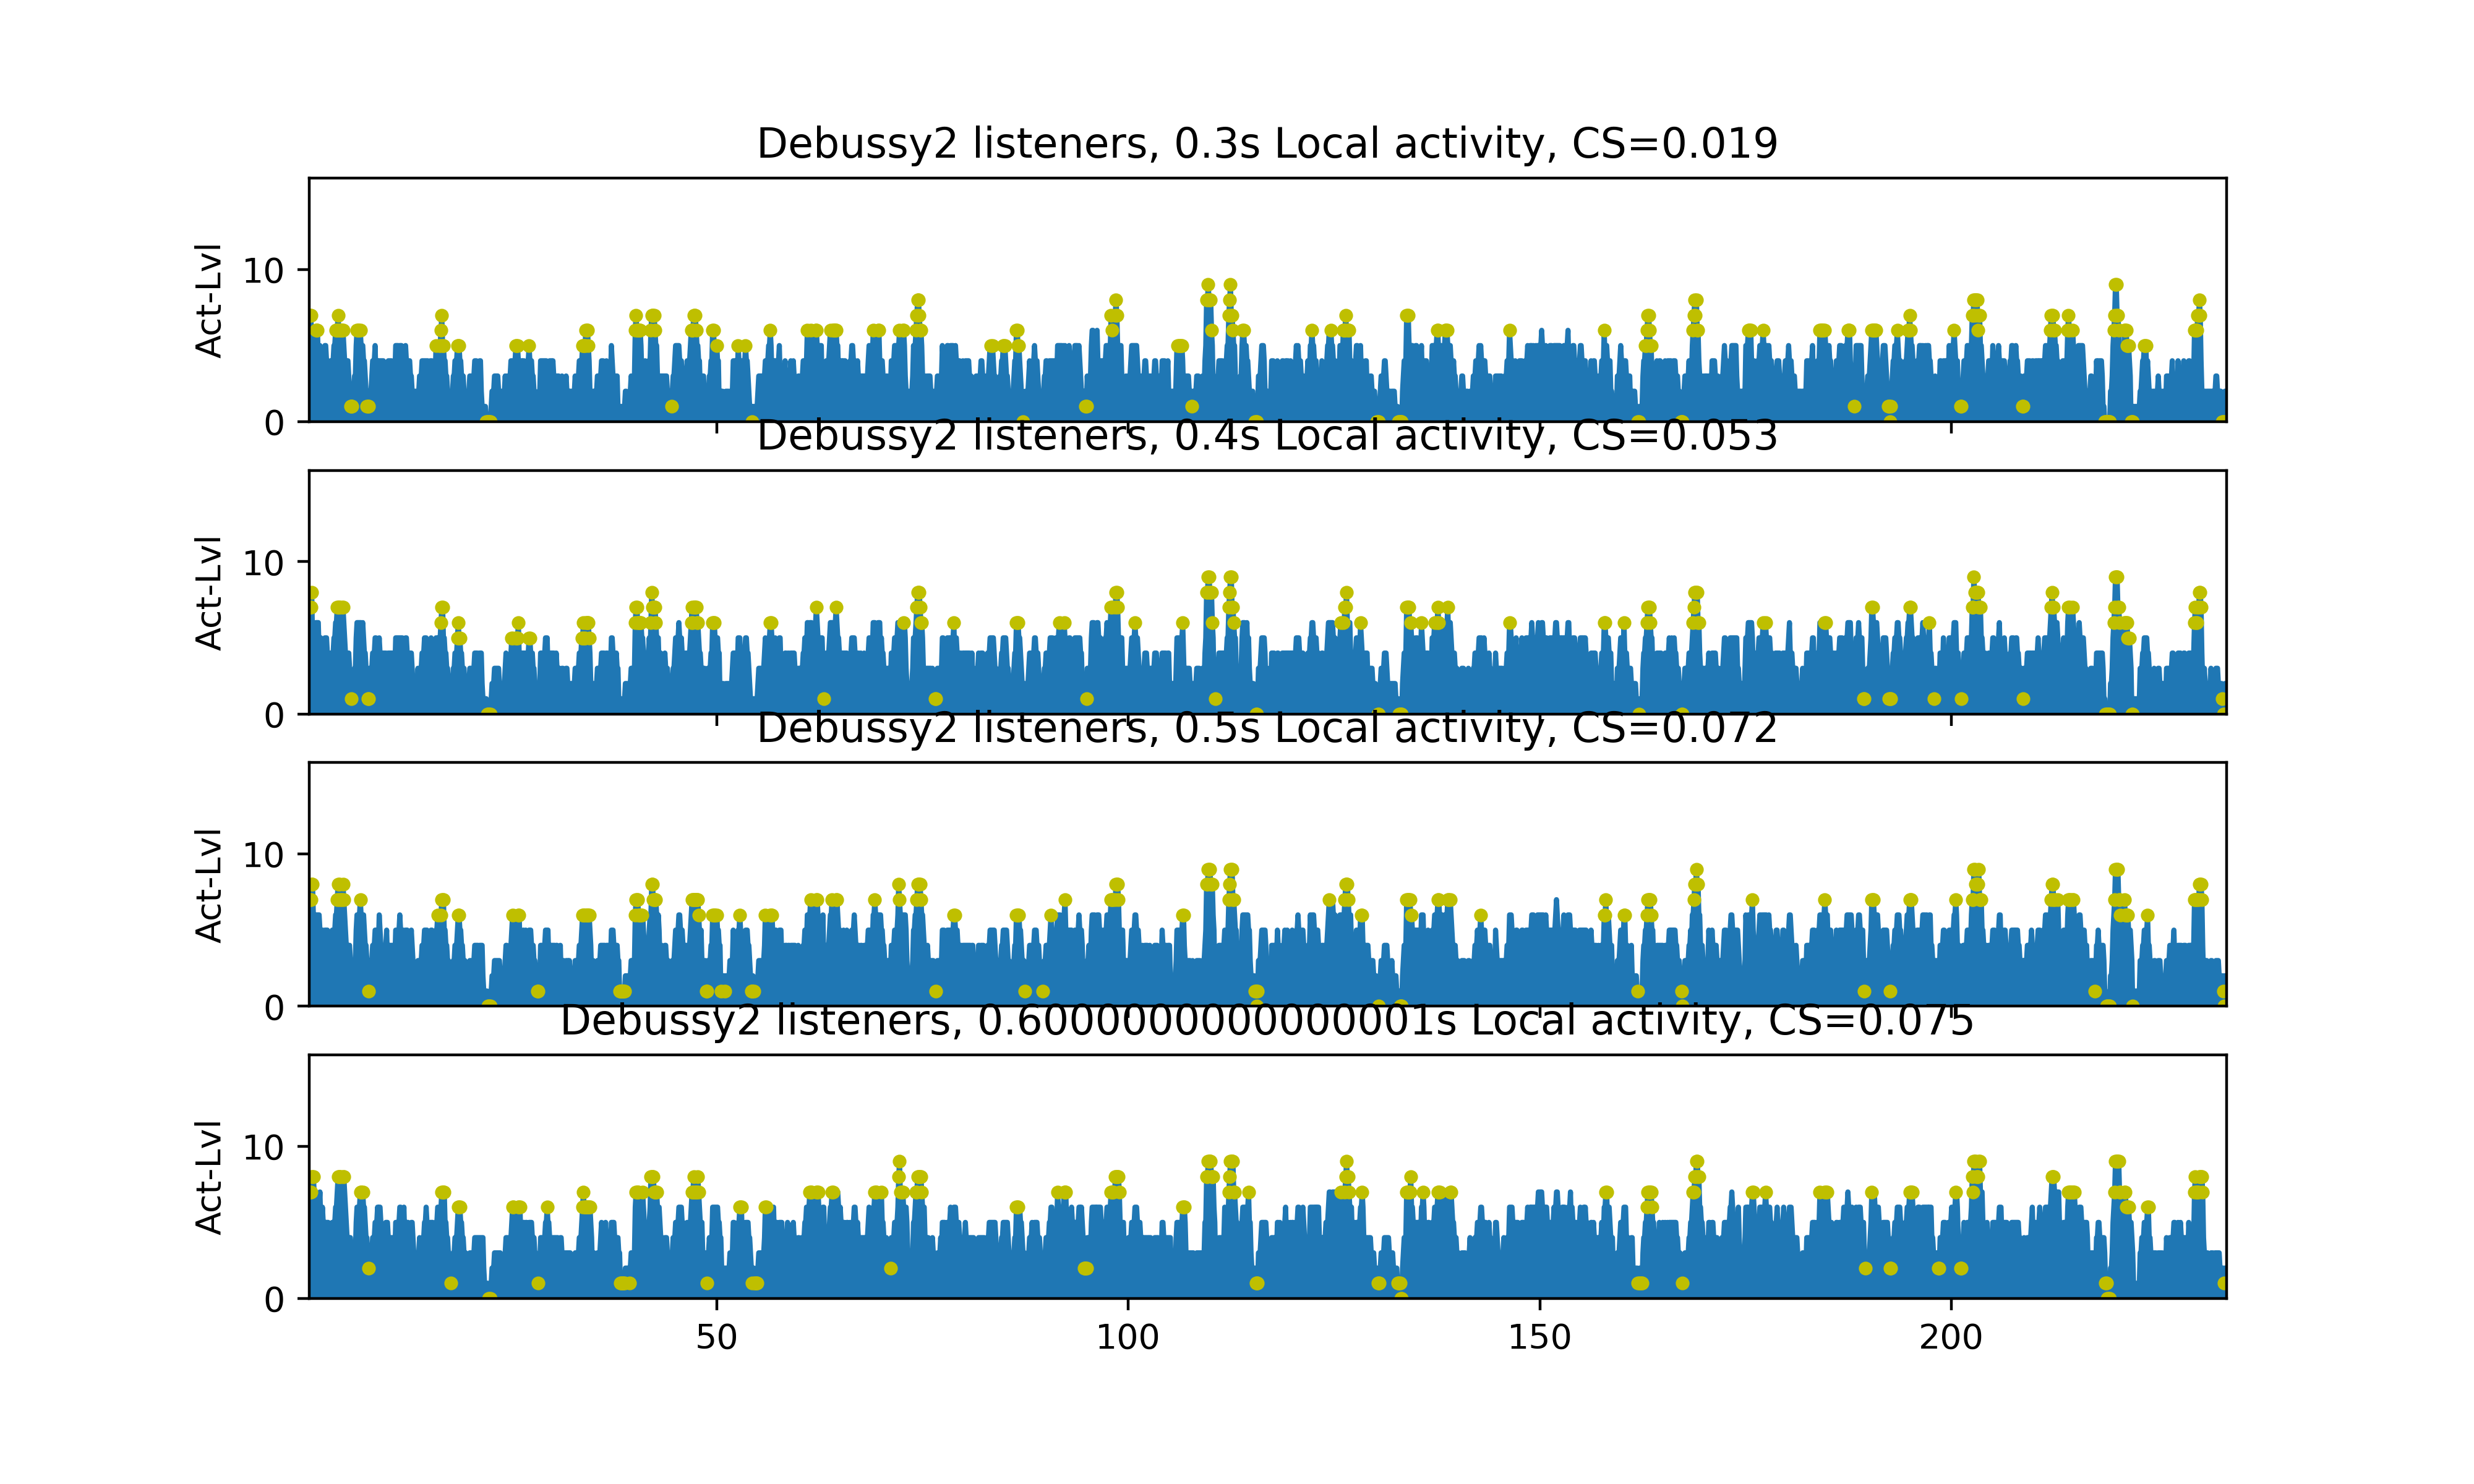 Debussy2 listeners, 0.3s Local activity, CS=0.019
Act-Lvl
10
0
Debussy2 listeners, 0.4s Local activity, CS=0.053
Act-Lvl
10
0
Debussy2 listeners, 0.5s Local activity, CS=0.072
Act-Lvl
10
0
Debussy2 listeners, 0.6000000000000001s Local activity, CS=0.075
Act-Lvl
10
0
50 100 150 200